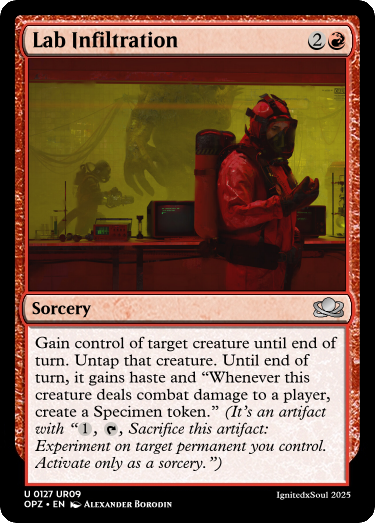 Lab Infiltration
2
Sorcery
Gain control of target creature until end of
turn. Untap that creature. Until end of
turn, it gains haste and “Whenever this
creature deals combat damage to a player,
create a Specimen token.” (It’s an artifact
with “1, , Sacrifice this artifact:
Experiment on target permanent you control.
Activate only as a sorcery.”)
U 0127 UR09
OPZ • EN ALEXANDER BORODIN
IgnitedxSoul 2025